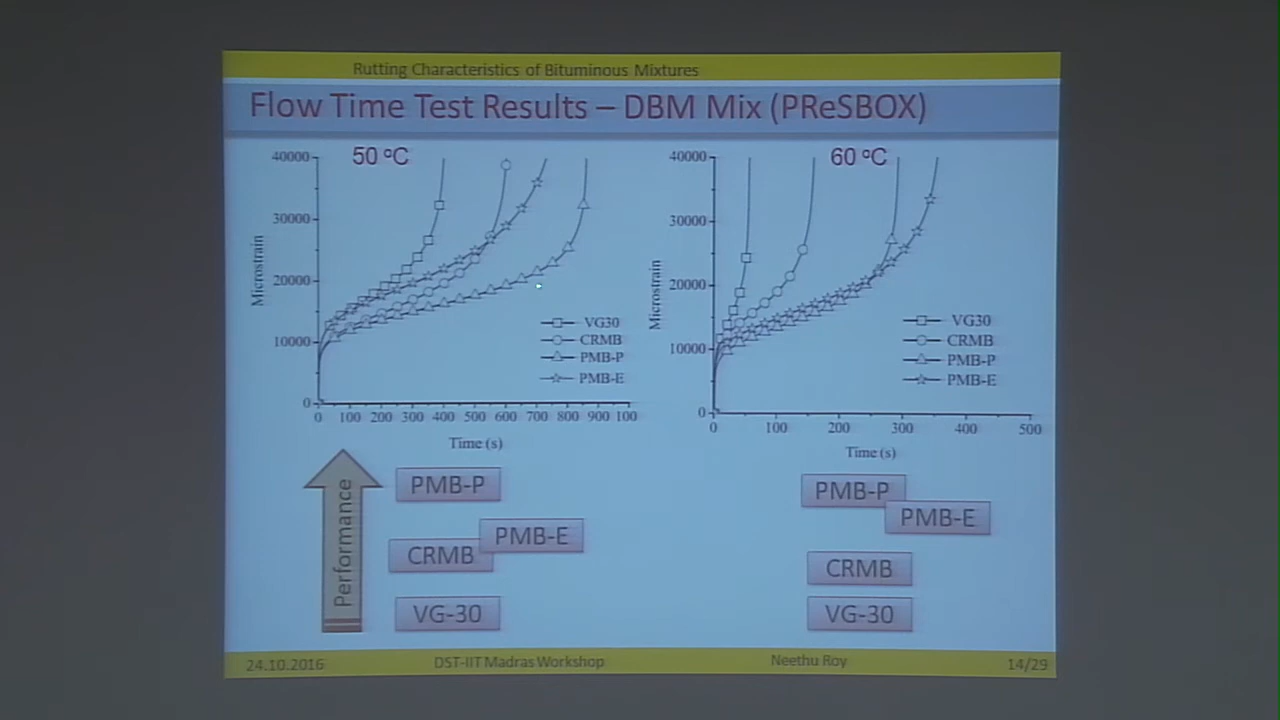 Rutting Characteristics of Bituminous Mixtures
Flow Time Test Results – DBM Mix (PReSBOX)
50 ºC
40000
30000
20000
10000
0
Microstrain
VG30
CRMB
PMB-P
PMB-E
0 100 200 300 400 500 600 700 800 900 100
Time (s)
60 ºC
40000
30000
20000
10000
0
Microstrain
VG30
CRMB
PMB-P
PMB-E
0 100 200 300 400 500
Time (s)
Performance
PMB-P
PMB-E
CRMB
VG-30
PMB-P
PMB-E
CRMB
VG-30
24.10.2016 DST-IIT Madras Workshop Neethu Roy 14/29